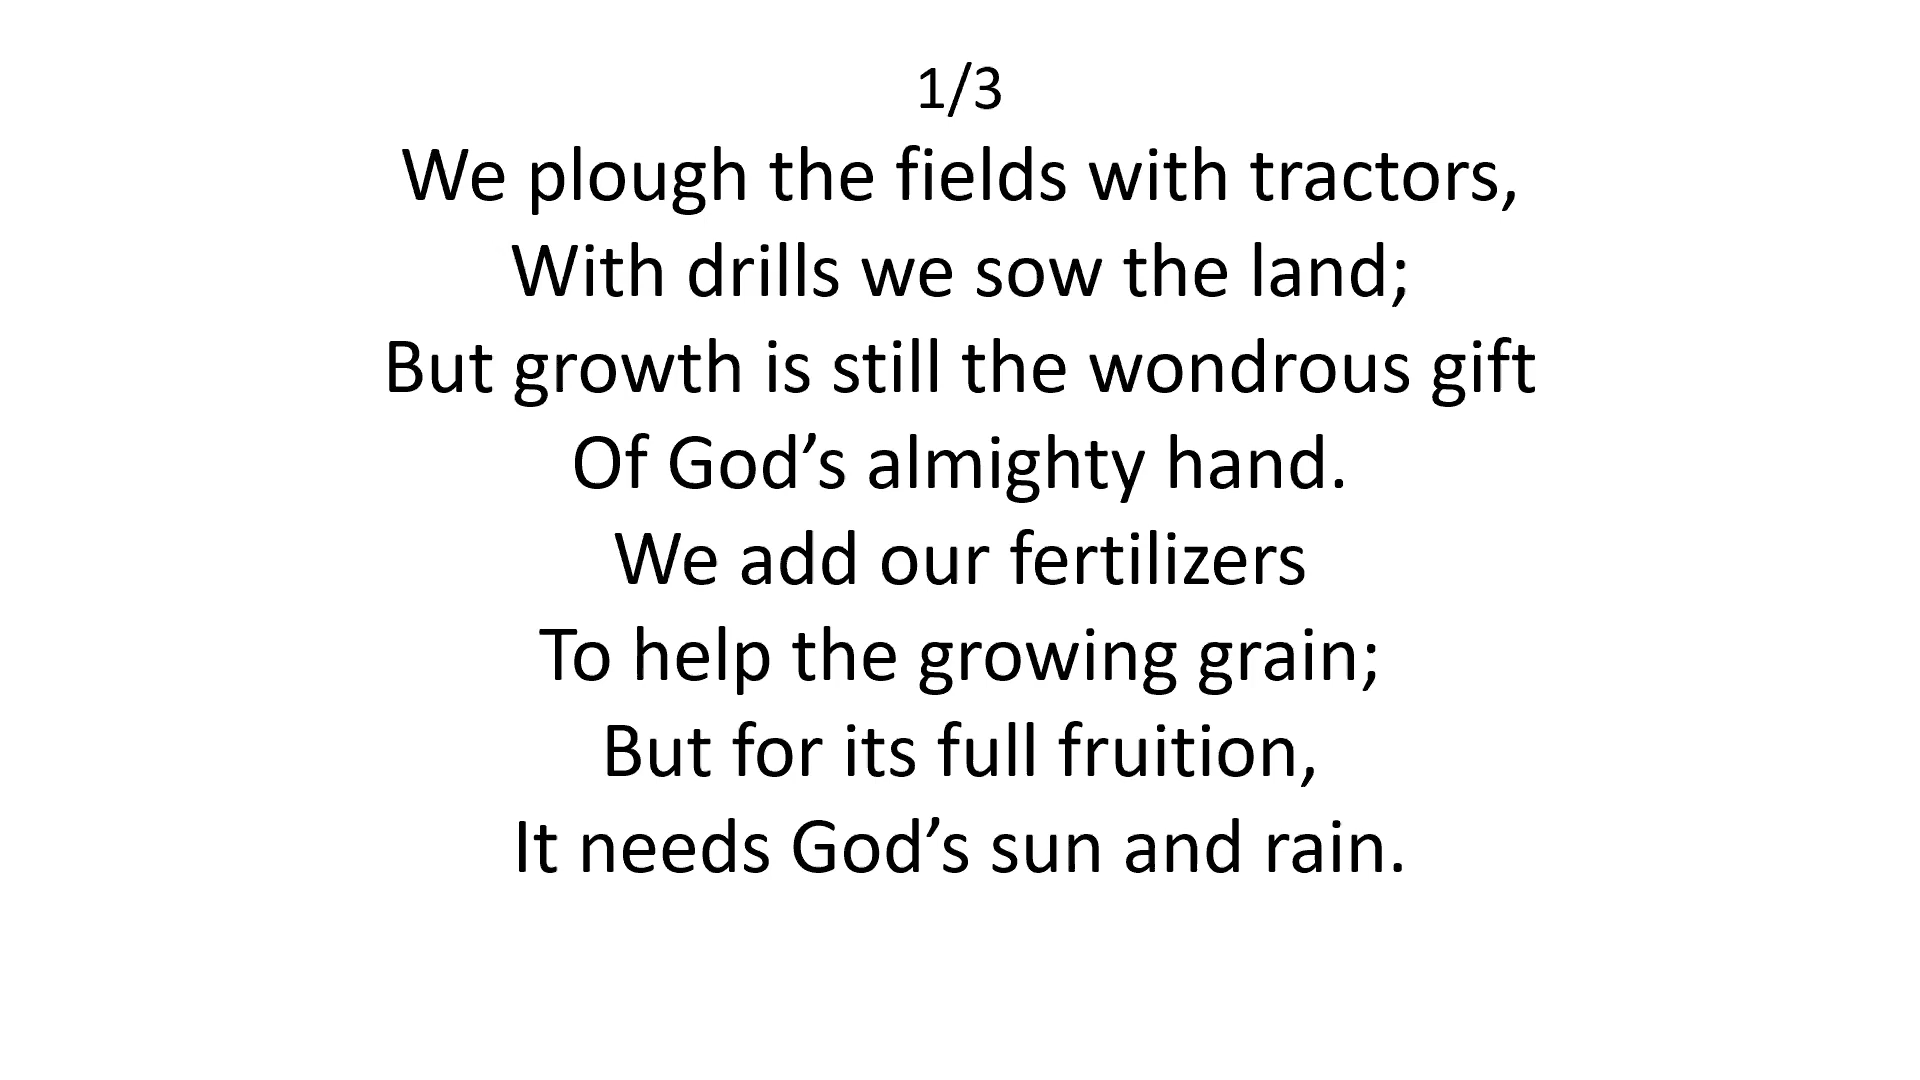 1/3
We plough the fields with tractors,
With drills we sow the land;
But growth is still the wondrous gift
Of God’s almighty hand.
We add our fertilizers
To help the growing grain;
But for its full fruition,
It needs God’s sun and rain.